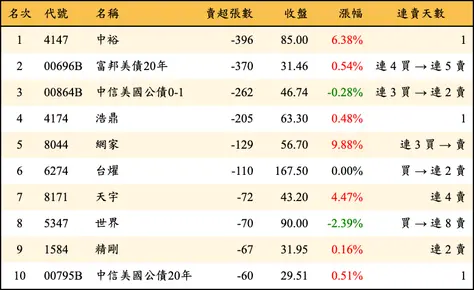 名次 代號 名稱 賣超張數 收盤 漲幅 連賣天數
1 4147 中裕 -396 85.00 6.38% 1
2 00696B 富邦美債20年 -370 31.46 0.54% 連 4 買 → 連 5 賣
3 00864B 中信美國公債0-1 -262 46.74 -0.28% 連 3 買 → 連 2 賣
4 4174 浩鼎 -205 63.30 0.48% 1
5 8044 網家 -129 56.70 9.88% 連 3 買 → 賣
6 6274 台燿 -110 167.50 0.00% 買 → 連 2 賣
7 8171 天宇 -72 43.20 4.47% 連 4 賣
8 5347 世界 -70 90.00 -2.39% 買 → 連 8 賣
9 1584 精剛 -67 31.95 0.16% 連 2 賣
10 00795B 中信美國公債20年 -60 29.51 0.51% 1